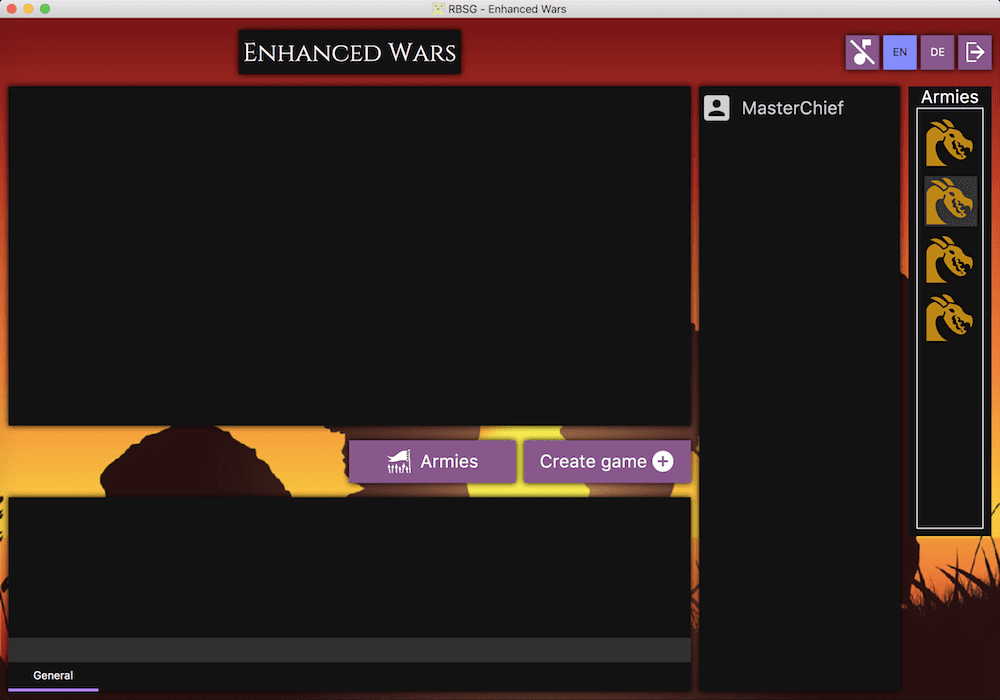 RBSG - Enhanced Wars
Enhanced Wars
EN
DE
MasterChief
Armies
Armies
Create game
General